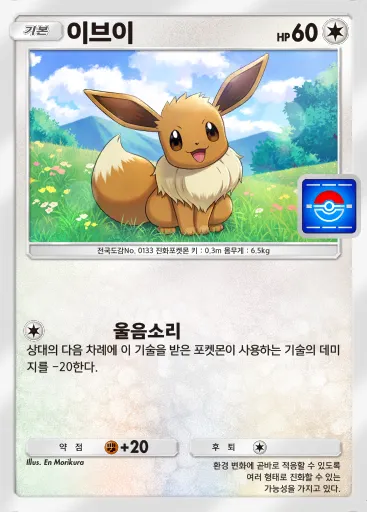 기본 이브이 HP 60
전국도감No. 0133 진화포켓몬 키 : 0.3m 몸무게 : 6.5kg
울음소리
상대의 다음 차례에 이 기술을 받은 포켓몬이 사용하는 기술의 데미
지를 -20한다.
약 점 +20 후 퇴
Illus. En Morikura
환경 변화에 곧바로 적응할 수 있도록
여러 형태로 진화할 수 있는
가능성을 가지고 있다.